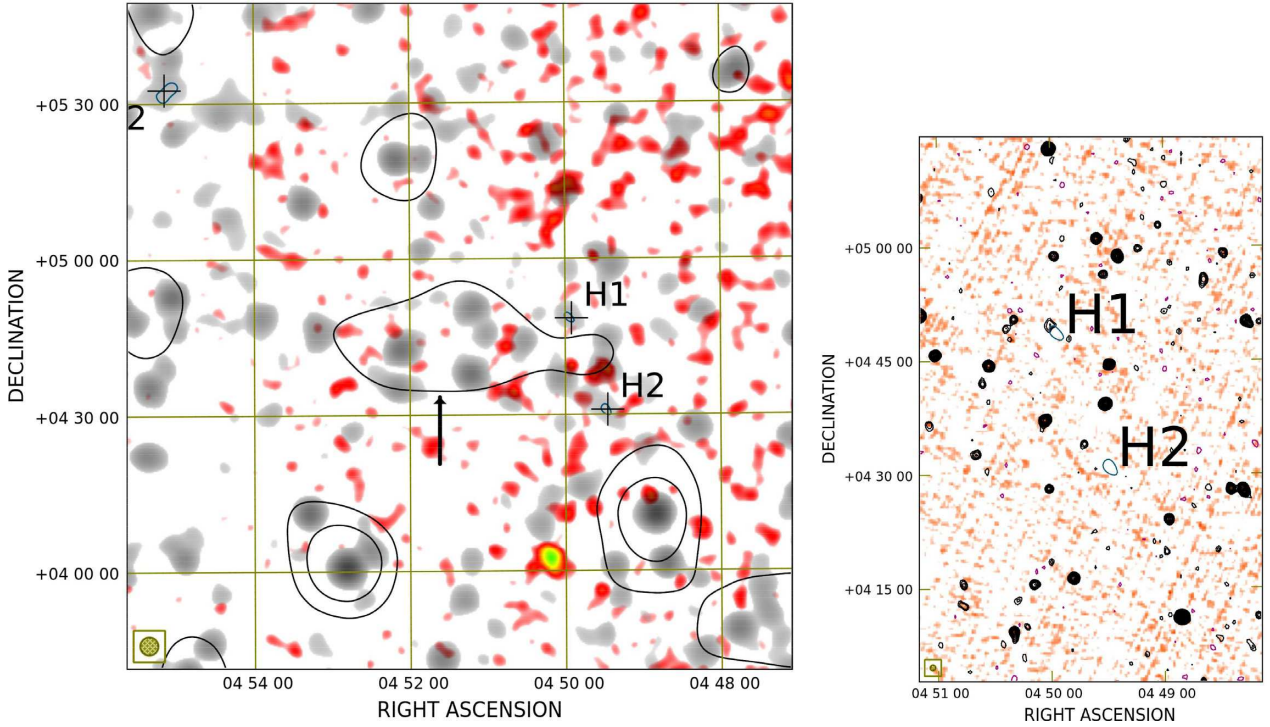 +05 30 00
2
+05 00 00
H1
H2
+04 30 00
+04 00 00
DECLINATION
04 54 00 04 52 00 04 50 00 04 48 00
RIGHT ASCENSION
+05 00 00
H1
+04 45 00
H2
+04 30 00
+04 15 00
DECLINATION
04 51 00 04 50 00 04 49 00
RIGHT ASCENSION